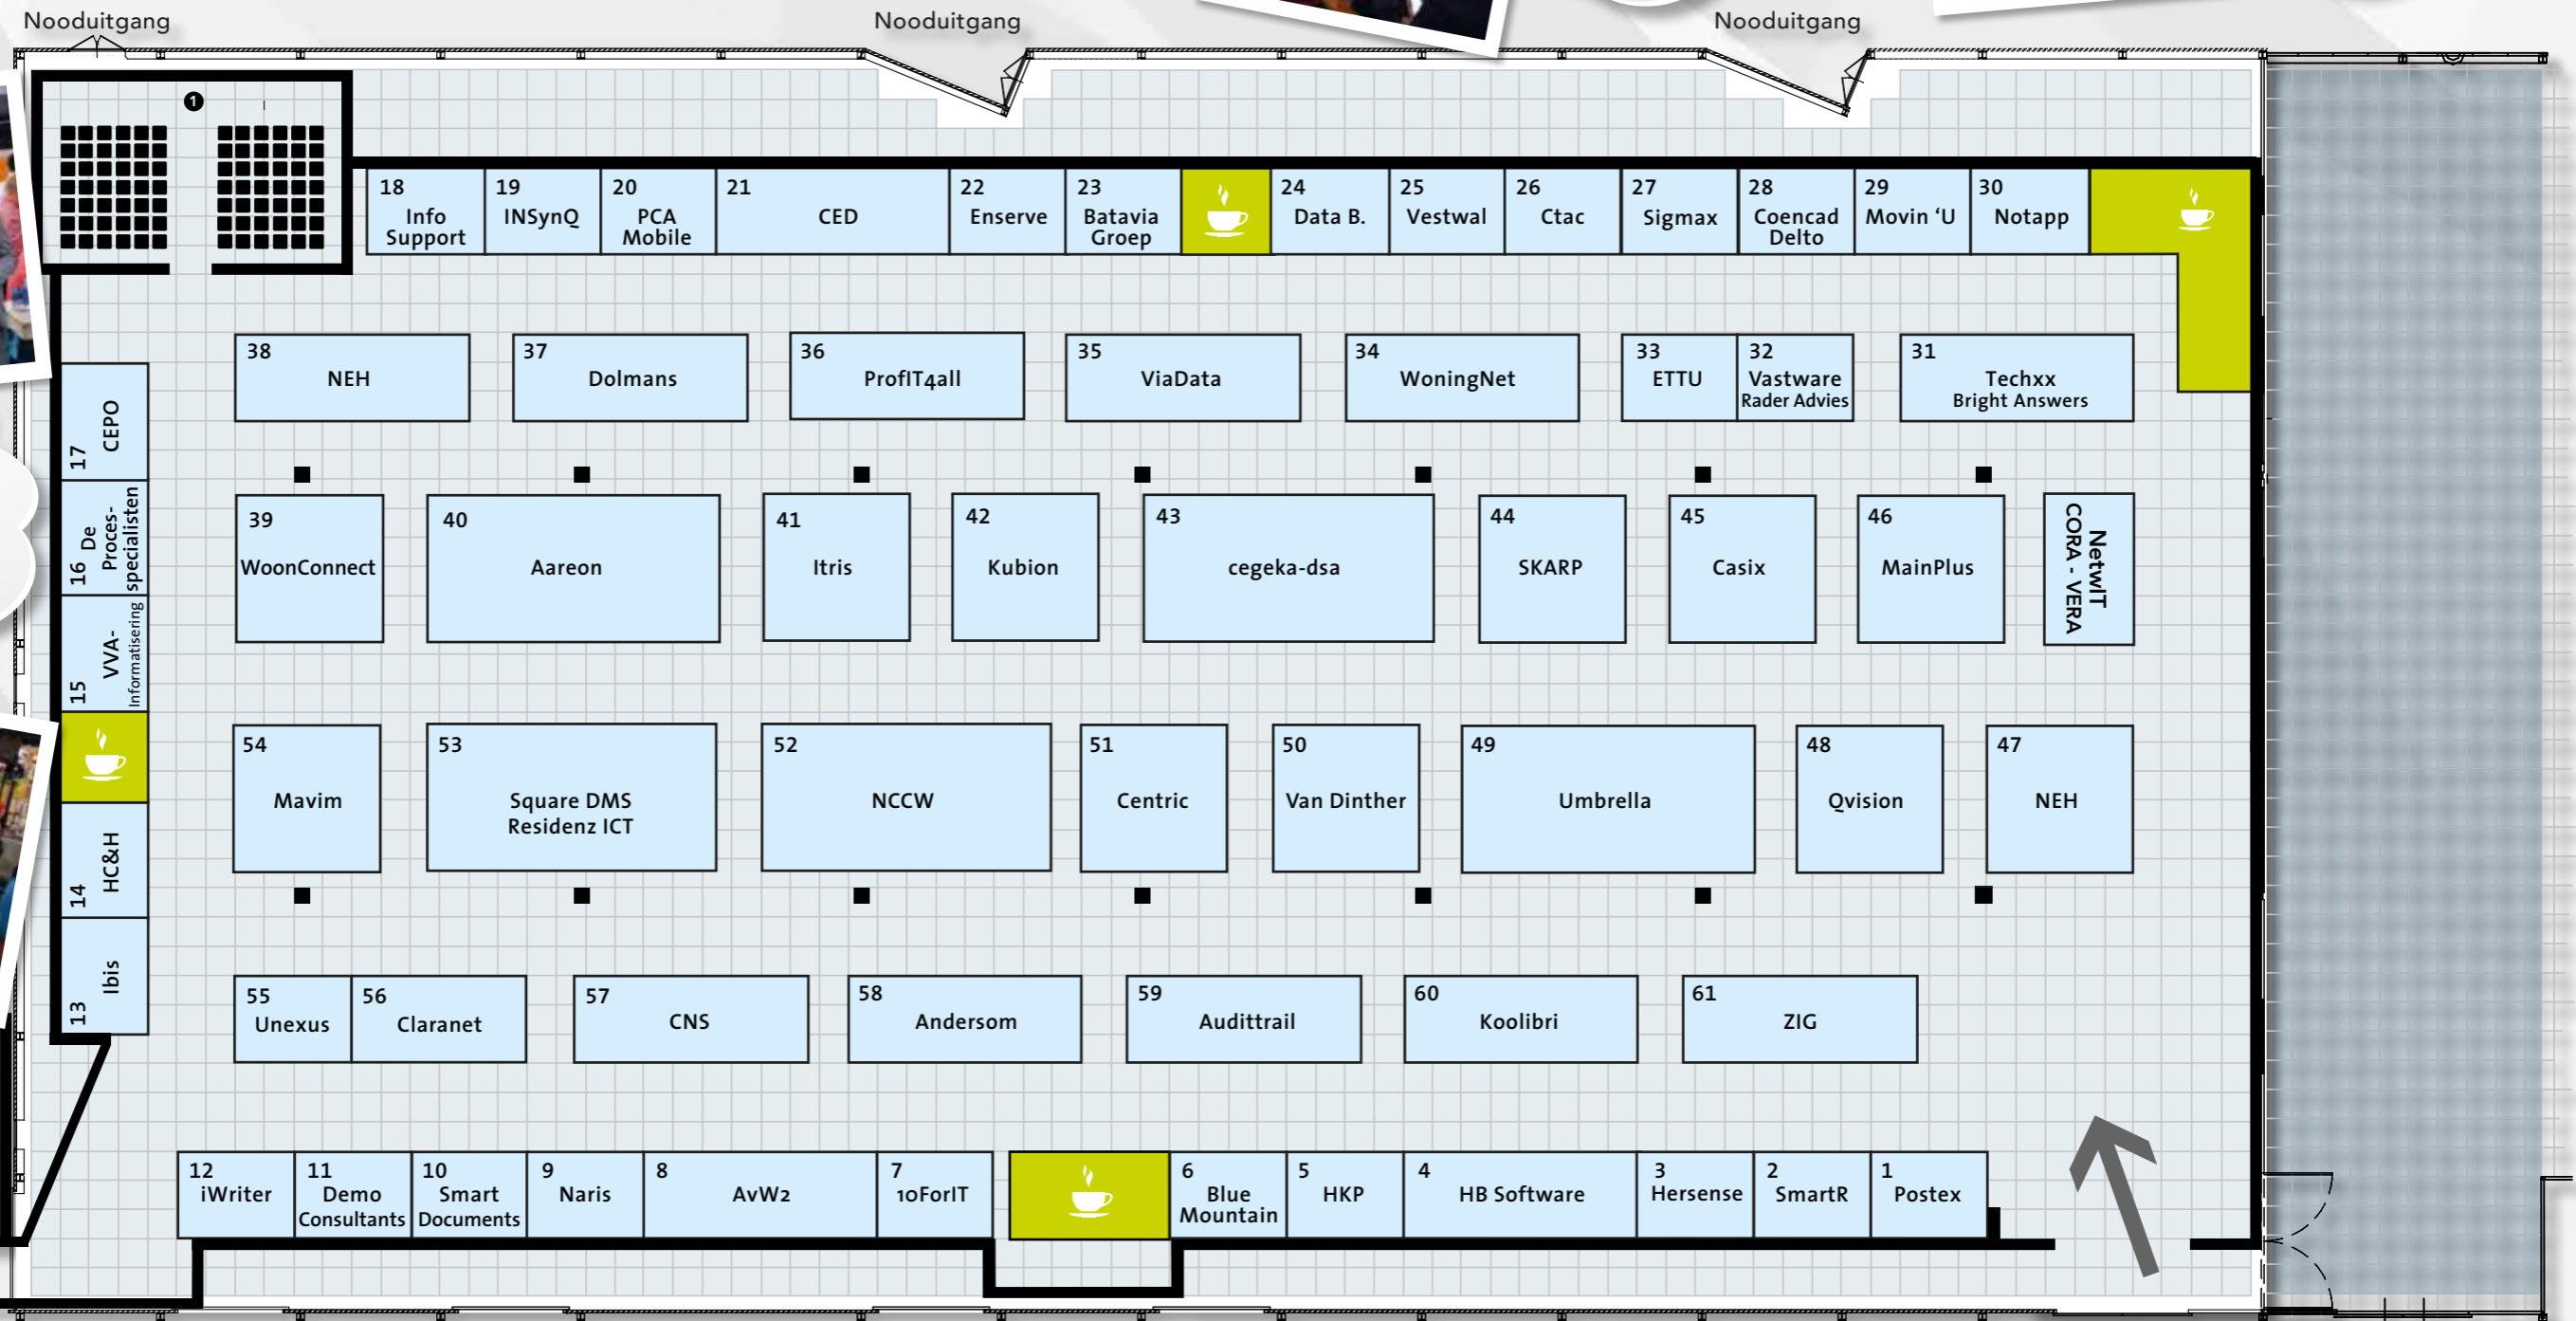 Nooduitgang
Nooduitgang
Nooduitgang
1
18
Info
Support
19
INSynQ
20
PCA
Mobile
21
CED
22
Enserve
23
Batavia
Groep
24
Data B.
25
Vestwal
26
Ctac
27
Sigmax
28
Coencad
Delto
29
Movin ‘U
30
Notapp
38
NEH
37
Dolmans
36
ProfIT4all
35
ViaData
34
WoningNet
33
ETTU
32
Vastware
Rader Advies
31
Techxx
Bright Answers
17
CEPO
16
De
Proces-
specialisten
15
VVA-
Informatisering
14
HC&H
13
Ibis
39
WoonConnect
40
Aareon
41
Itris
42
Kubion
43
cegeka-dsa
44
SKARP
45
Casix
46
MainPlus
NetwIT
CORA - VERA
54
Mavim
53
Square DMS
Residenz ICT
52
NCCW
51
Centric
50
Van Dinther
49
Umbrella
48
Qvision
47
NEH
55
Unexus
56
Claranet
57
CNS
58
Andersom
59
Audittrail
60
Koolibri
61
ZIG
12
iWriter
11
Demo
Consultants
10
Smart
Documents
9
Naris
8
AvW2
7
10ForIT
6
Blue
Mountain
5
HKP
4
HB Software
3
Hersense
2
SmartR
1
Postex